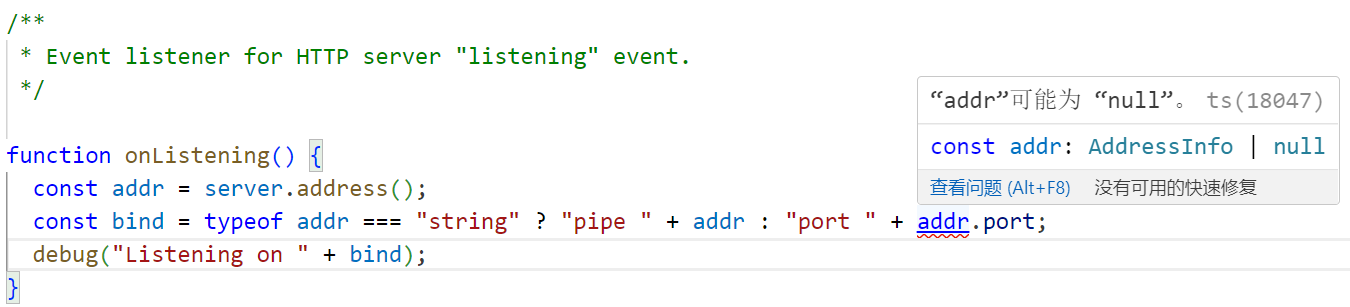 /**
 * Event listener for HTTP server "listening" event.
 */
“addr”可能为 “null”。 ts(18047)
const addr: AddressInfo | null
查看问题 (Alt+F8) 没有可用的快速修复
function onListening() {
  const addr = server.address();
  const bind = typeof addr === "string" ? "pipe " + addr : "port " + addr.port;
  debug("Listening on " + bind);
}